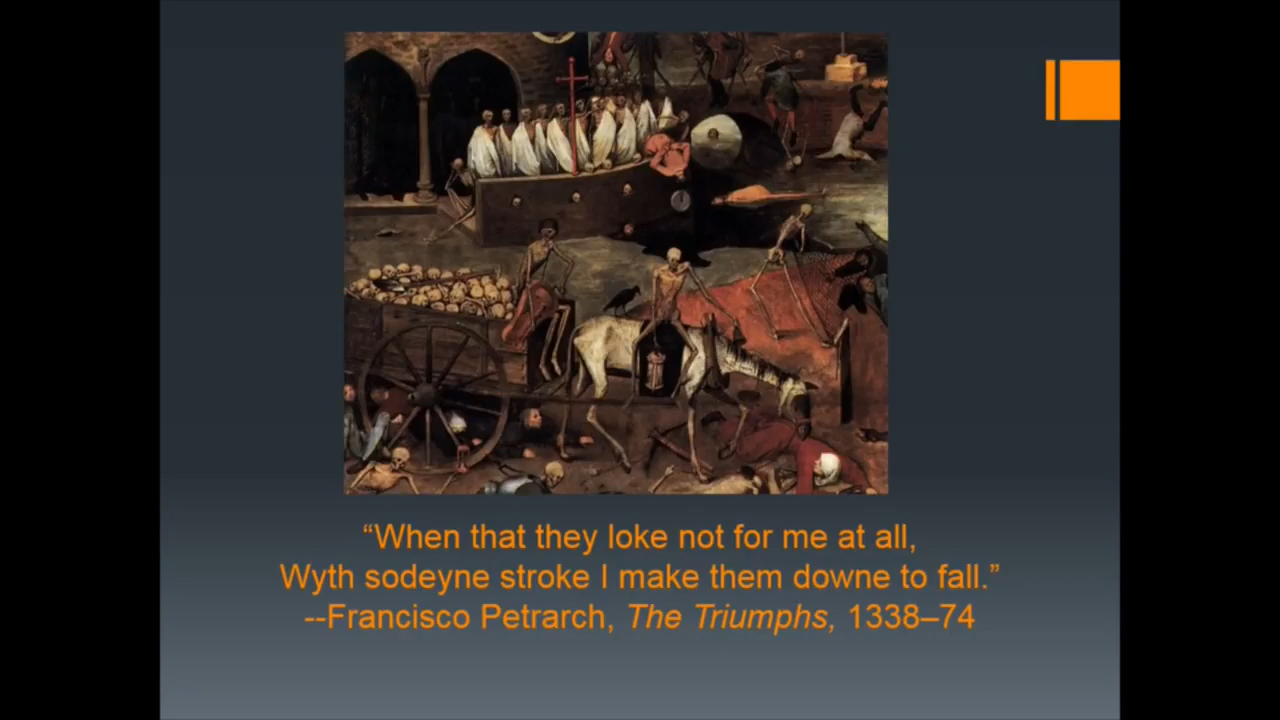 “When that they loke not for me at all,
Wyth sodeyne stroke I make them downe to fall.”
--Francisco Petrarch, The Triumphs, 1338–74